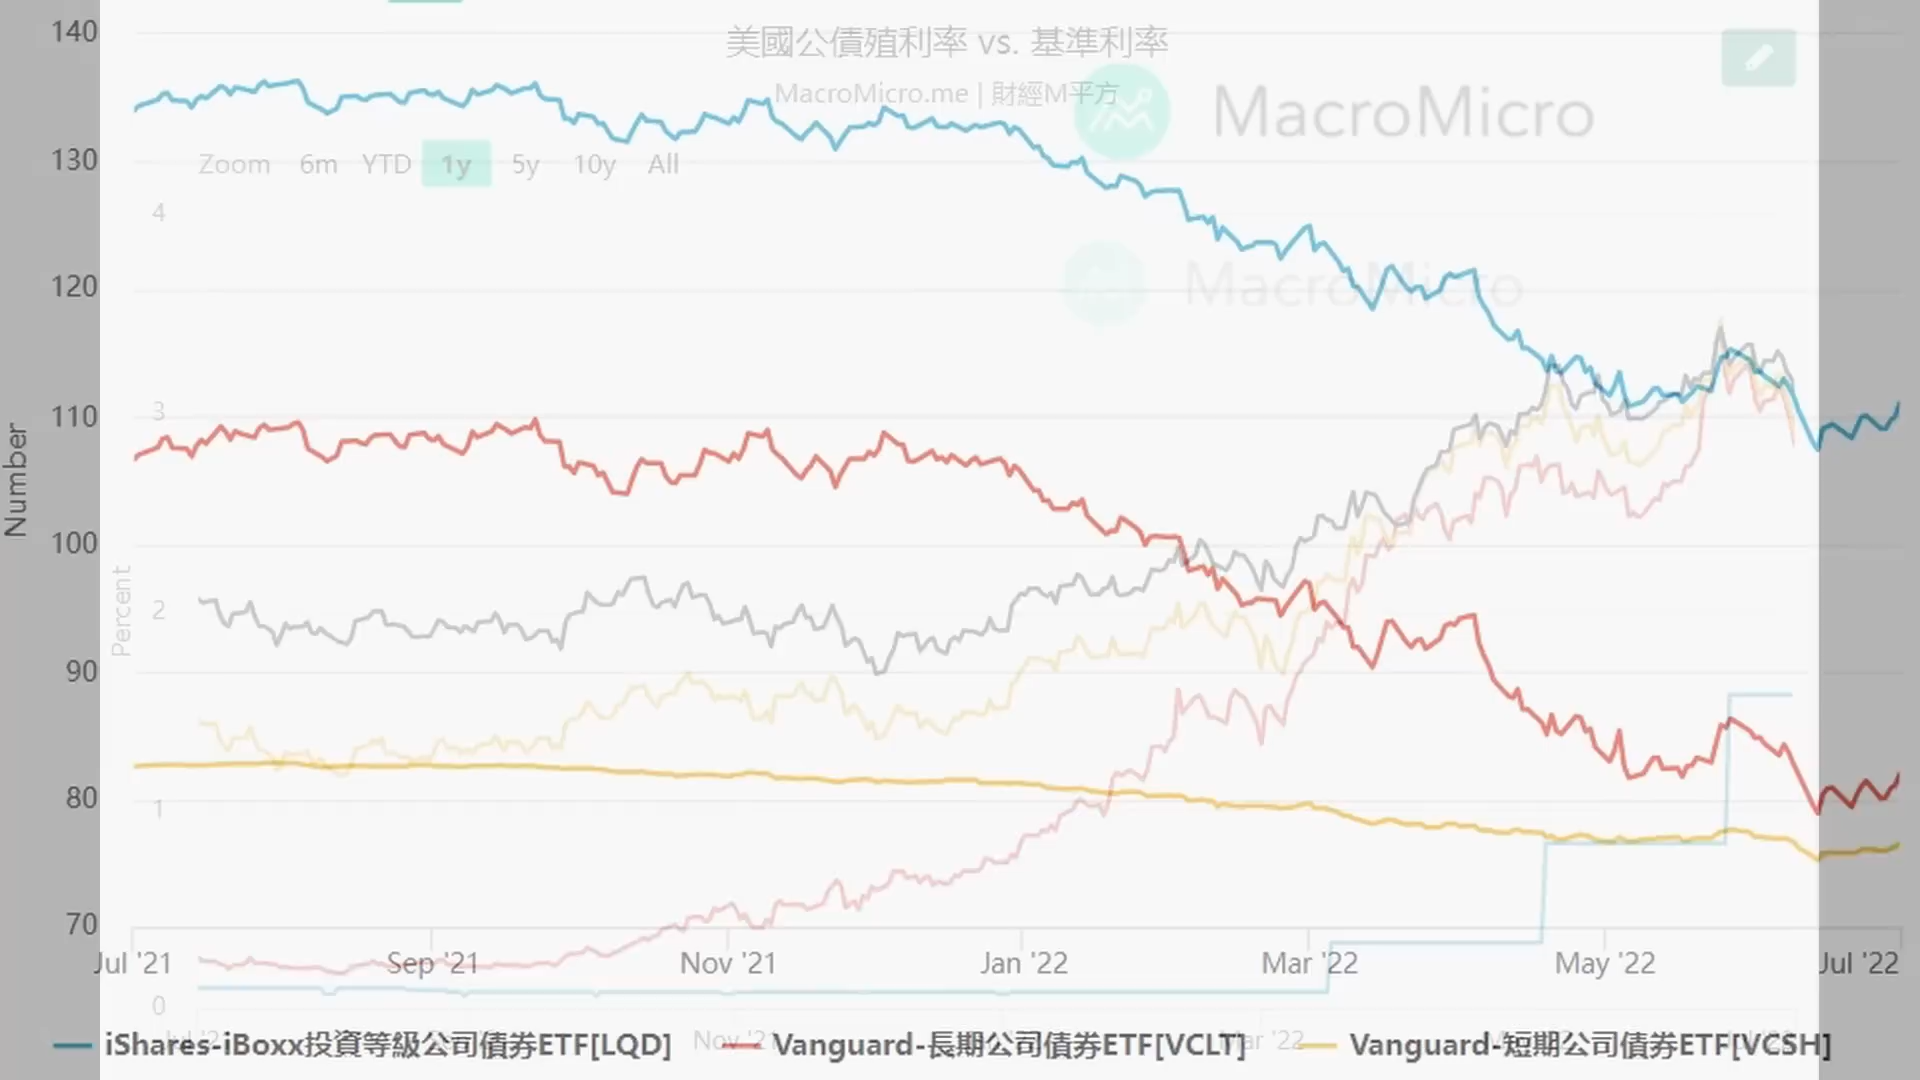 140
美國公債殖利率 vs. 基準利率
MacroMicro.me | 財經M平方
MacroMicro
130
Zoom 6m YTD 1y 5y 10y All
4
120
MacroMicro
110
3
Number
100
Percent
2
90
80
1
70
Jul '21 Sep '21 Nov '21 Jan '22 Mar '22 May '22 Jul '22
0
Nov '21 Mar '22
iShares-iBoxx投資等級公司債券ETF[LQD] Vanguard-長期公司債券ETF[VCLT] Vanguard-短期公司債券ETF[VCSH]